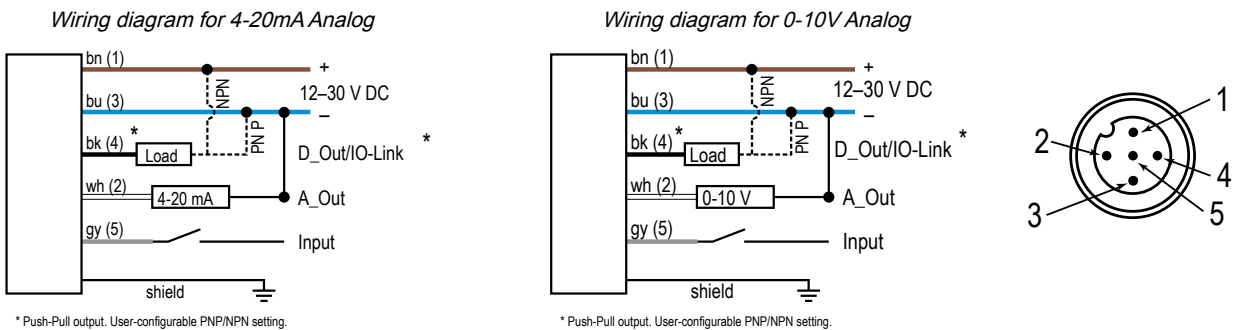 Wiring diagram for 4-20mA Analog
bn (1)
+
NPN
12–30 V DC
bu (3)
–
PNP
bk (4)
*
Load
D_Out/IO-Link
*
wh (2)
4-20 mA
A_Out
gy (5)
Input
shield
* Push-Pull output. User-configurable PNP/NPN setting.
Wiring diagram for 0-10V Analog
bn (1)
+
NPN
12–30 V DC
bu (3)
–
PNP
bk (4)
*
Load
D_Out/IO-Link
*
wh (2)
0-10 V
A_Out
gy (5)
Input
shield
* Push-Pull output. User-configurable PNP/NPN setting.
1
2
4
3
5